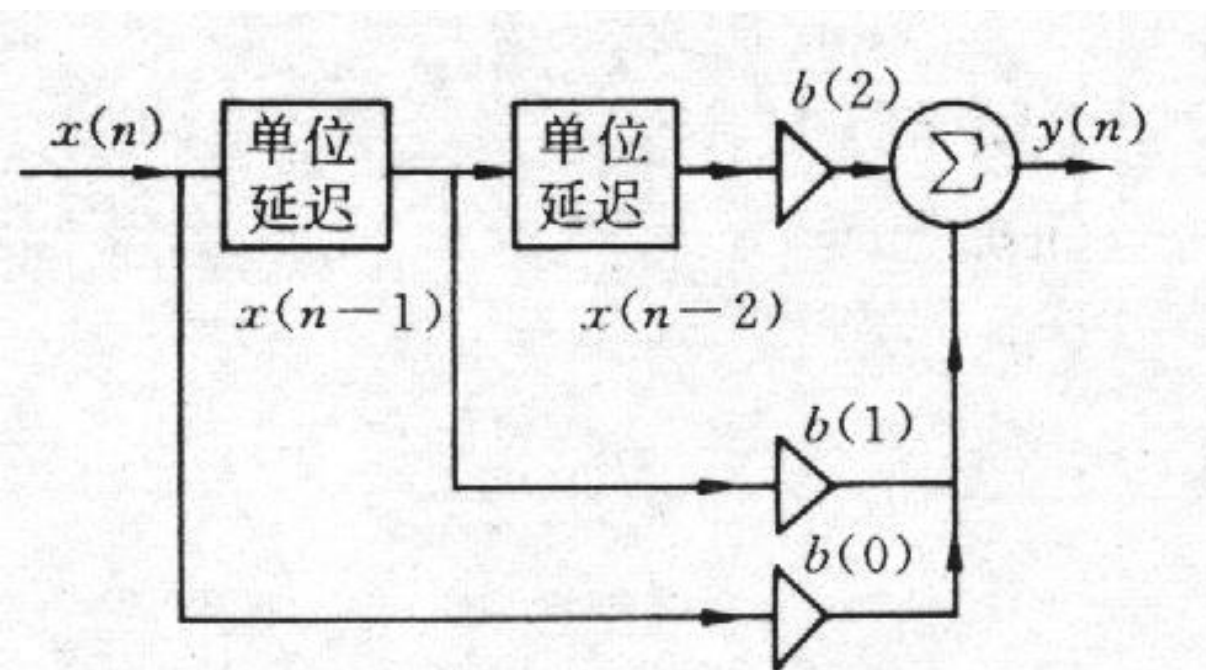 b(2)
x(n)
单位
延迟
单位
延迟
Σ
y(n)
x(n-1)
x(n-2)
b(1)
b(0)